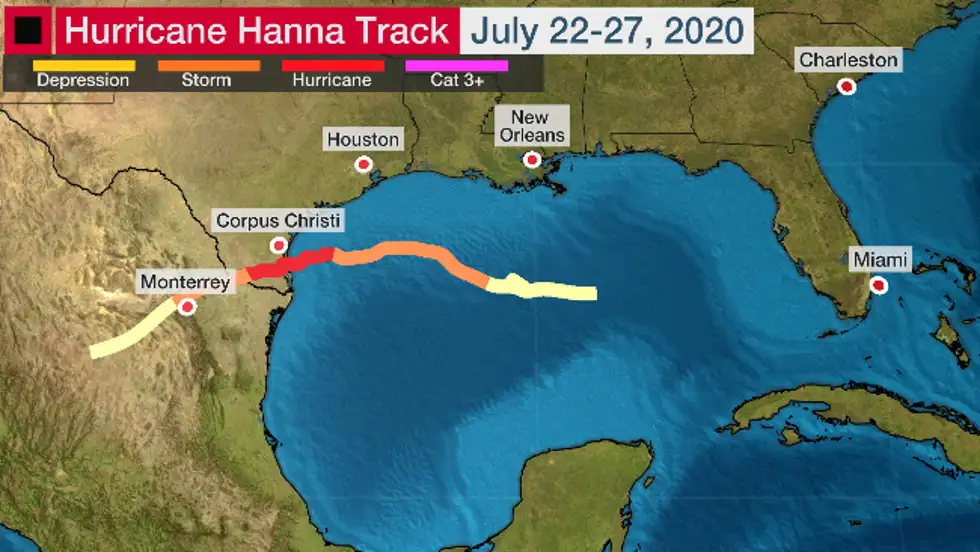 Hurricane Hanna Track July 22-27, 2020
Depression Storm Hurricane Cat 3+
Charleston
New
Orleans
Houston
Corpus Christi
Miami
Monterrey